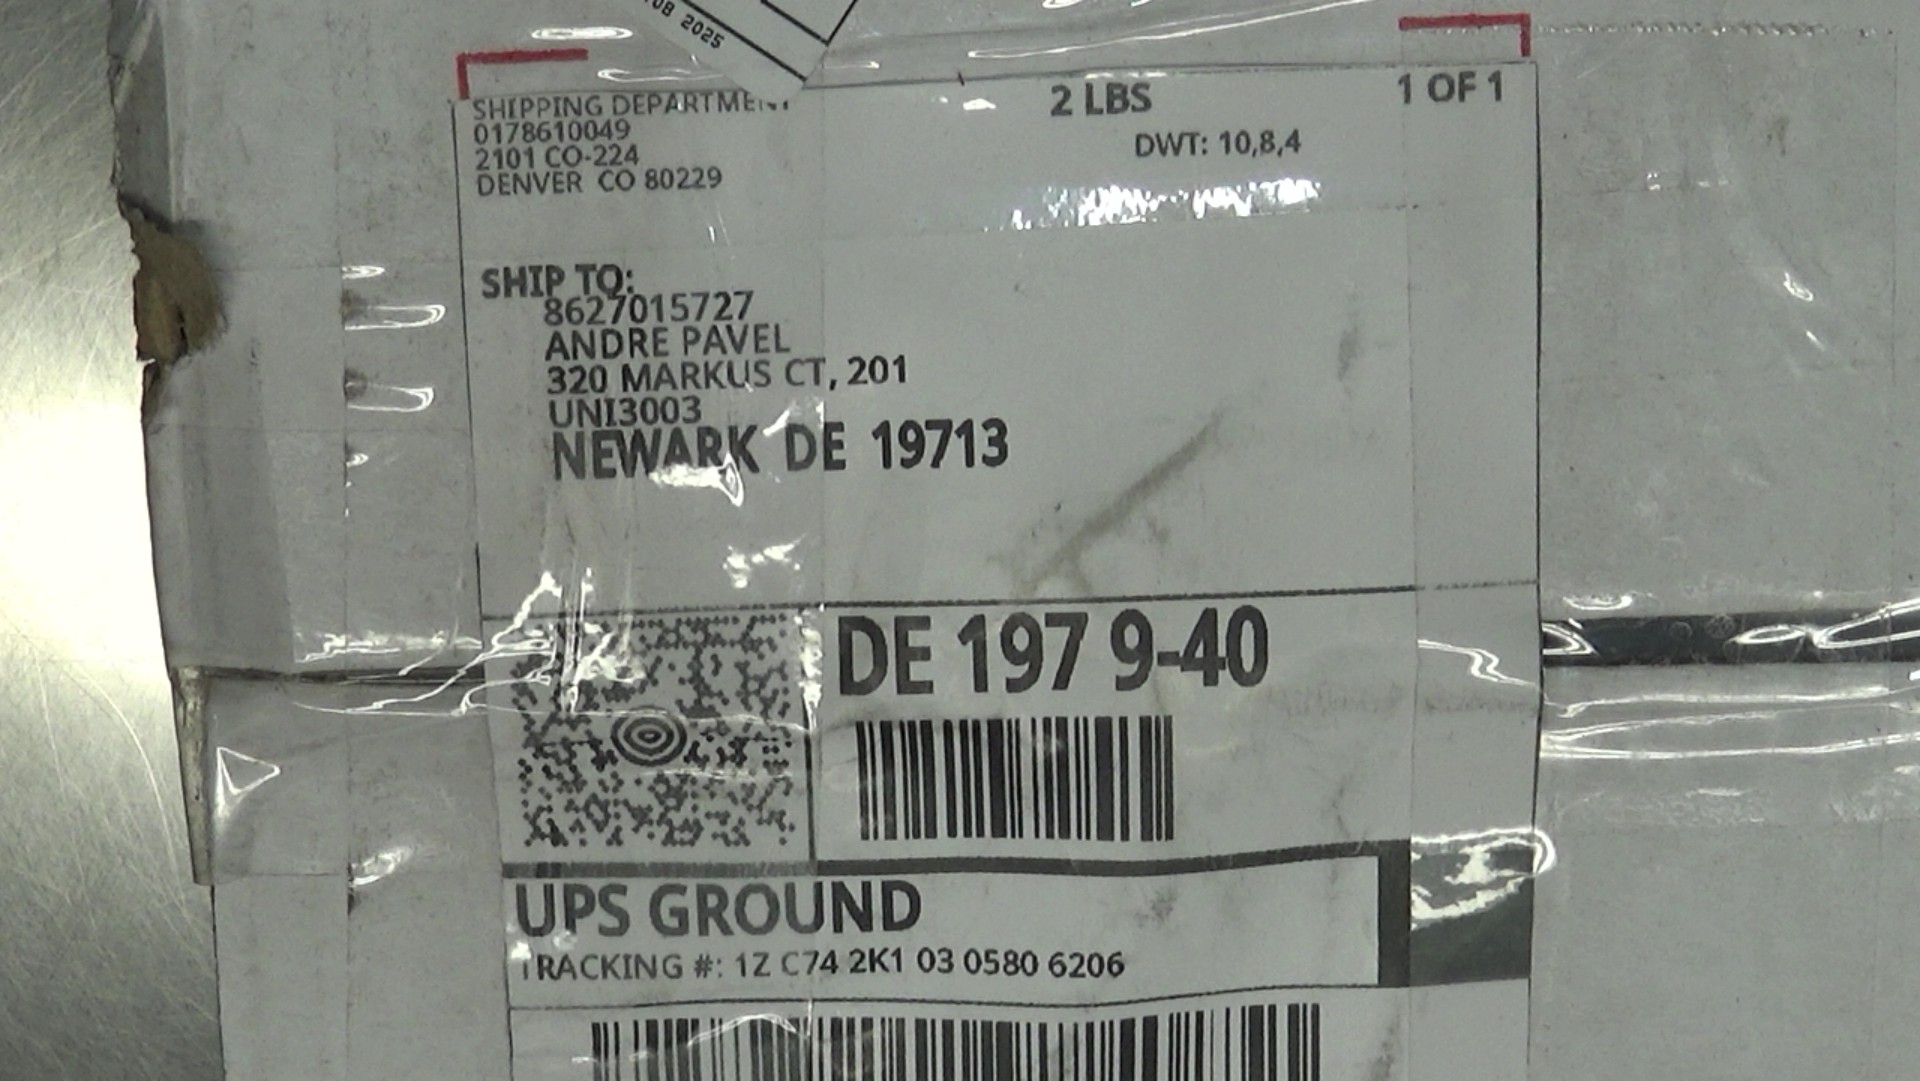 08 2025
SHIPPING DEPARTMENT
0178610049
2101 CO-224
DENVER CO 80229
2 LBS
1 OF 1
DWT: 10,8,4
SHIP TO:
8627015727
ANDRE PAVEL
320 MARKUS CT, 201
UNI3003
NEWARK DE 19713
DE 197 9-40
UPS GROUND
TRACKING #: 1Z C74 2K1 03 0580 6206